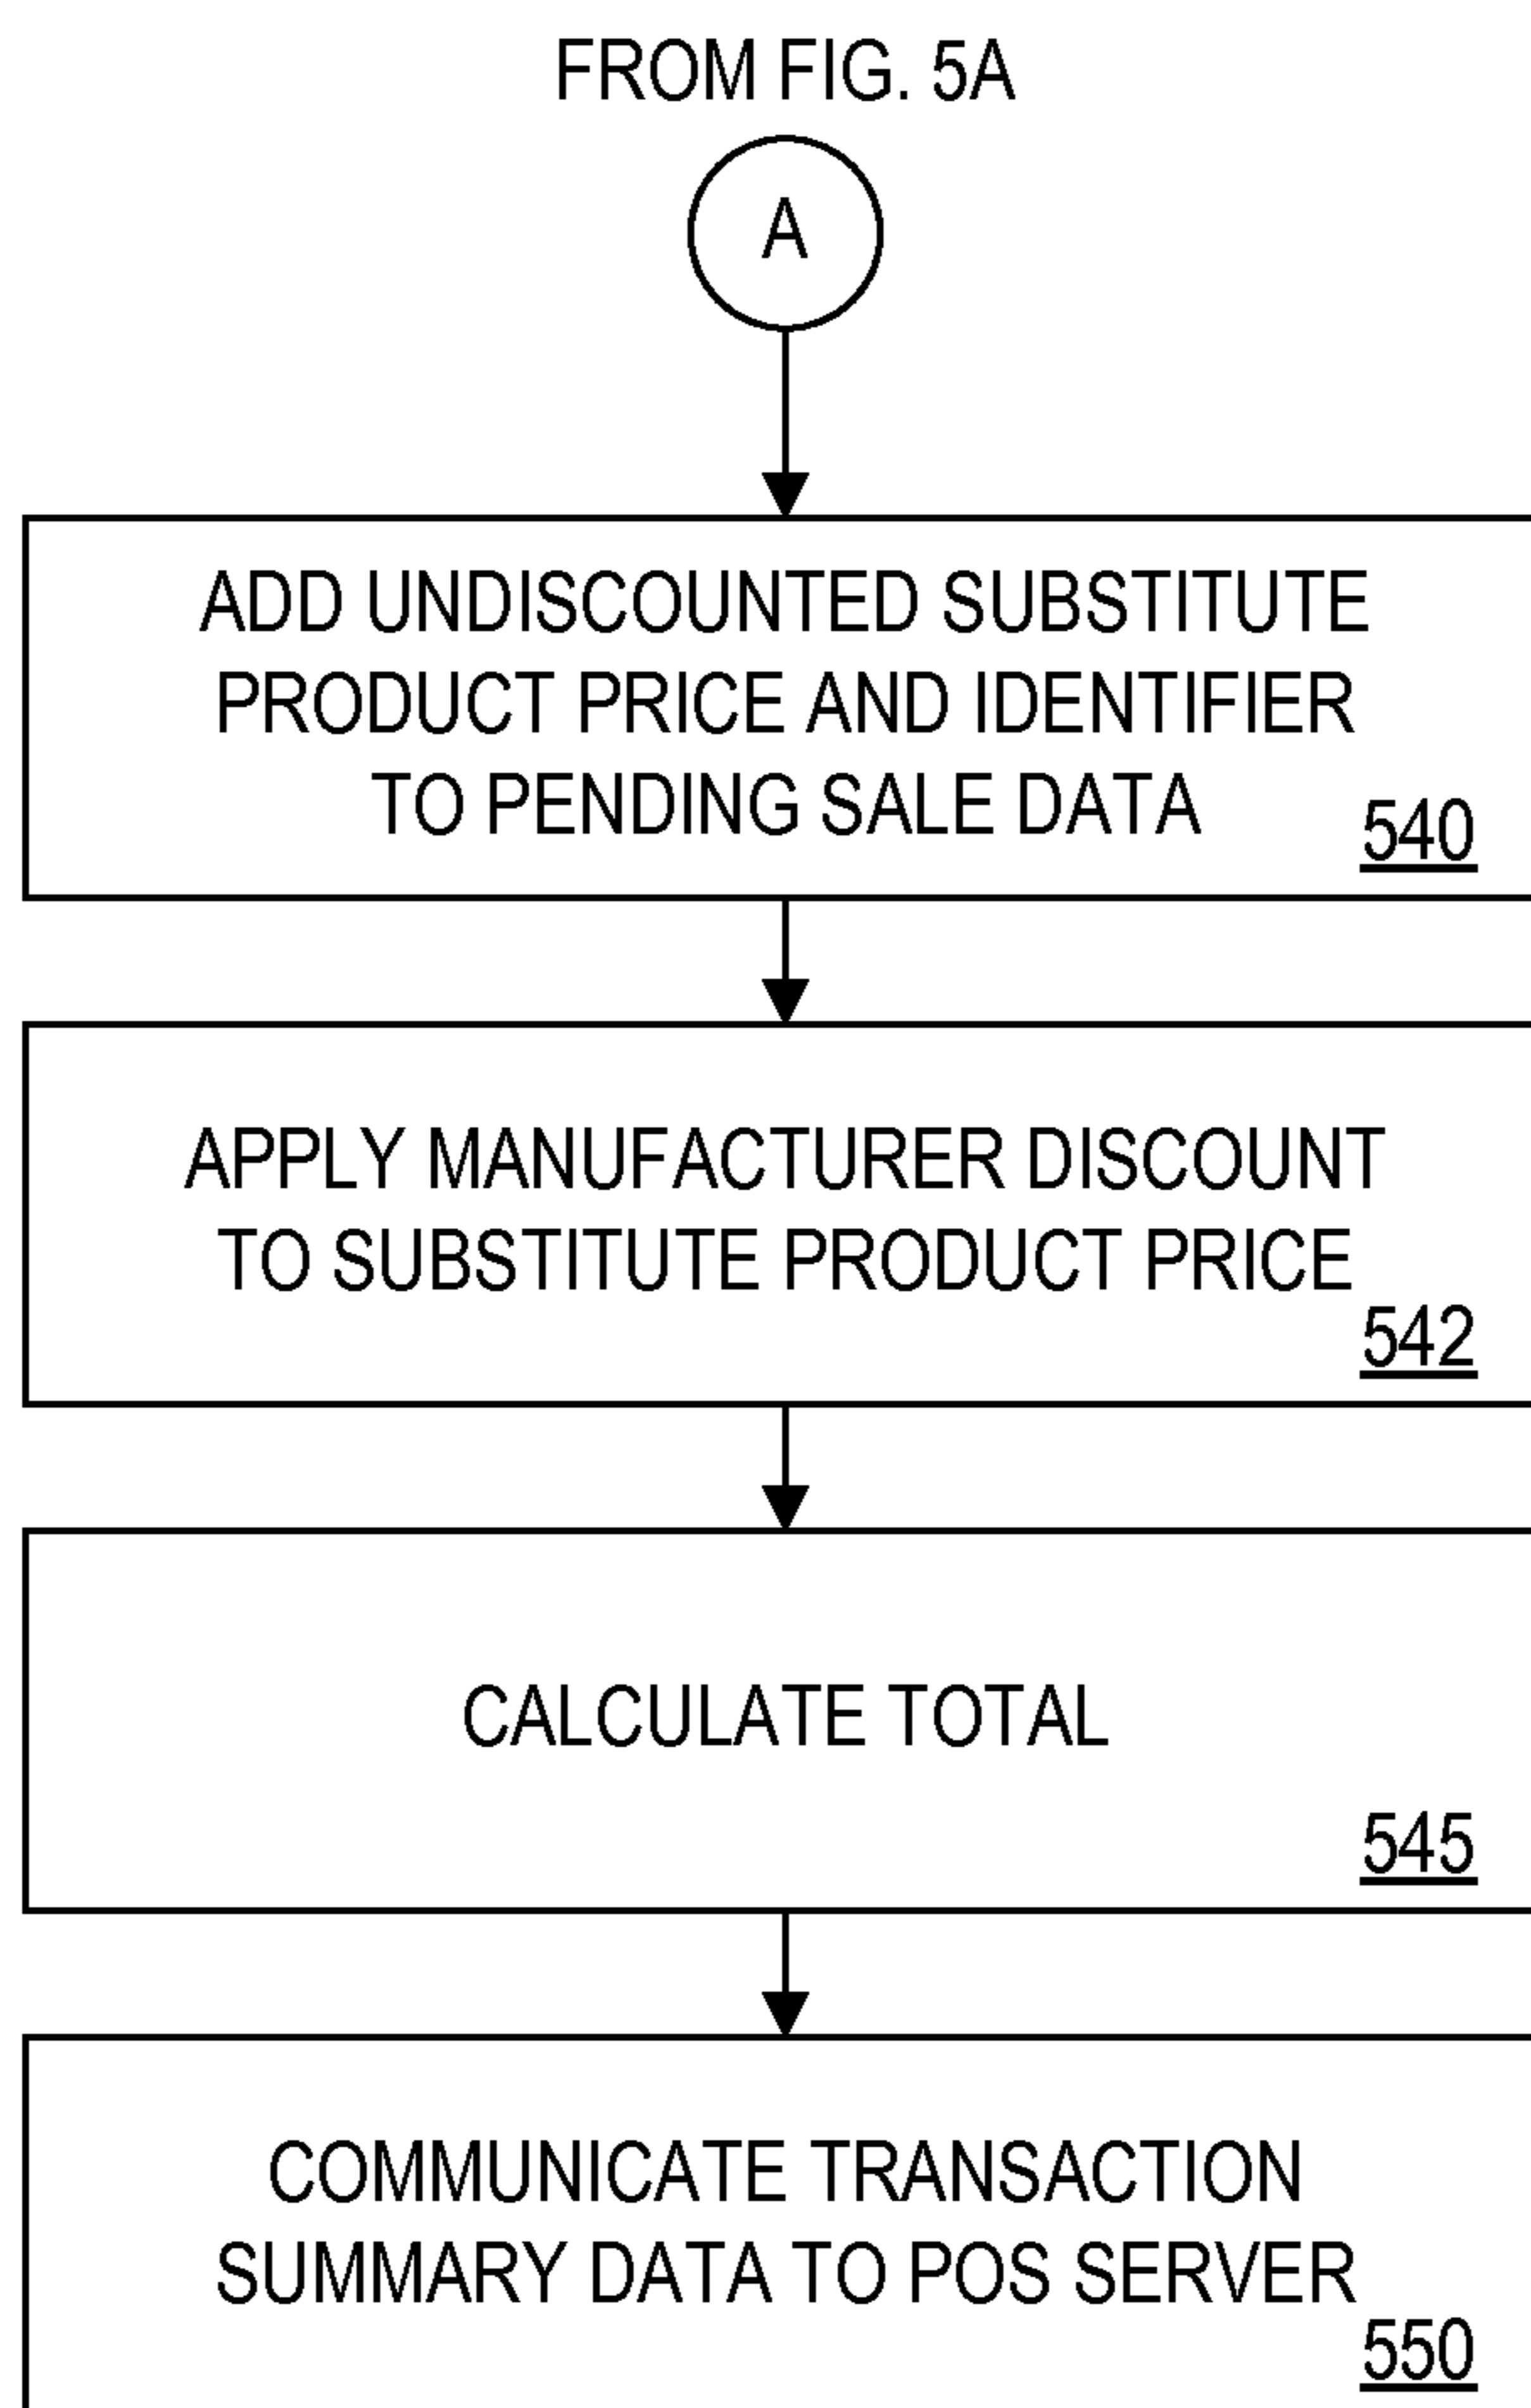 FROM FIG. 5A
A
ADD UNDISCOUNTED SUBSTITUTE
PRODUCT PRICE AND IDENTIFIER
TO PENDING SALE DATA
540
APPLY MANUFACTURER DISCOUNT
TO SUBSTITUTE PRODUCT PRICE
542
CALCULATE TOTAL
545
COMMUNICATE TRANSACTION
SUMMARY DATA TO POS SERVER
550